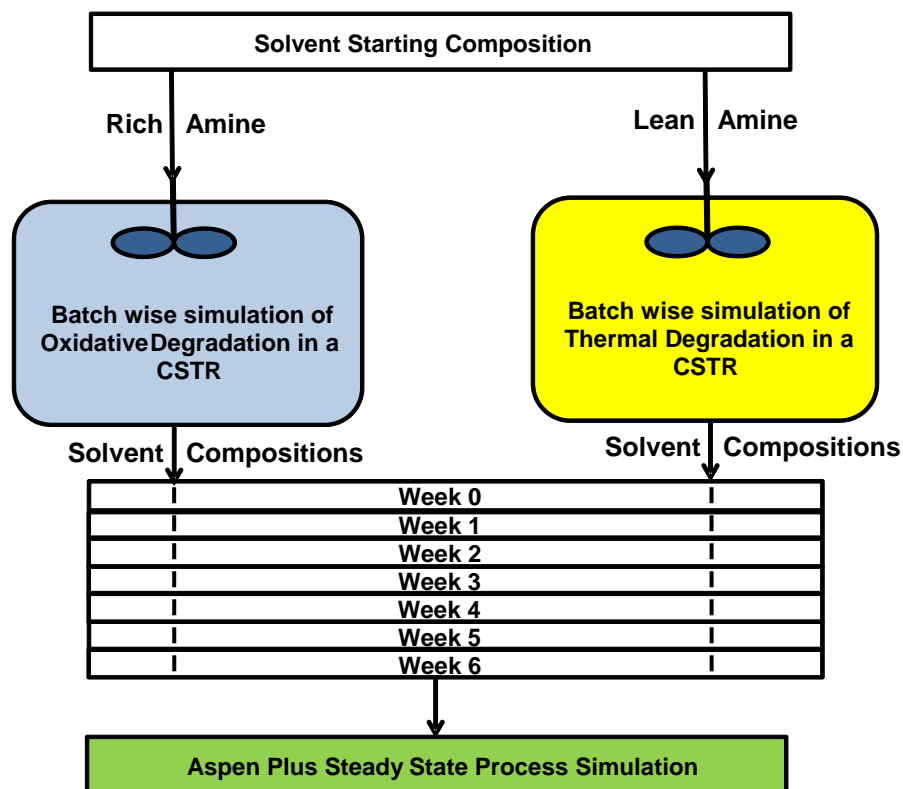 Solvent Starting Composition
Rich Amine
Lean Amine
Batch wise simulation of
OxidativeDegradation in a
CSTR
Batch wise simulation of
Thermal Degradation in a
CSTR
Solvent Compositions
Solvent Compositions
Week 0
Week 1
Week 2
Week 3
Week 4
Week 5
Week 6
Aspen Plus Steady State Process Simulation